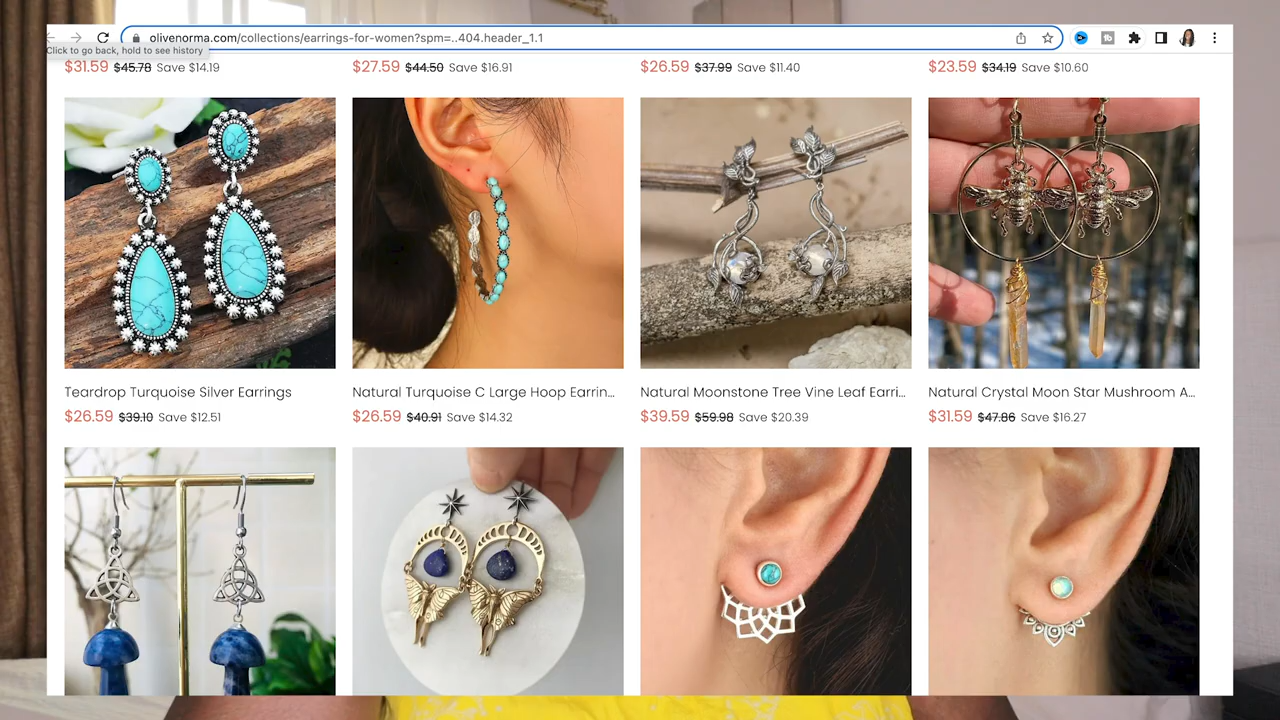 olivenorma.com/collections/earrings-for-women?spm=..404.header_1.1
Click to go back, hold to see history
$31.59 $45.78 Save $14.19
$27.59 $44.50 Save $16.91
$26.59 $37.99 Save $11.40
$23.59 $34.19 Save $10.60
Teardrop Turquoise Silver Earrings
$26.59 $39.10 Save $12.51
Natural Turquoise C Large Hoop Earrin...
$26.59 $40.91 Save $14.32
Natural Moonstone Tree Vine Leaf Earri...
$39.59 $59.98 Save $20.39
Natural Crystal Moon Star Mushroom A...
$31.59 $47.86 Save $16.27